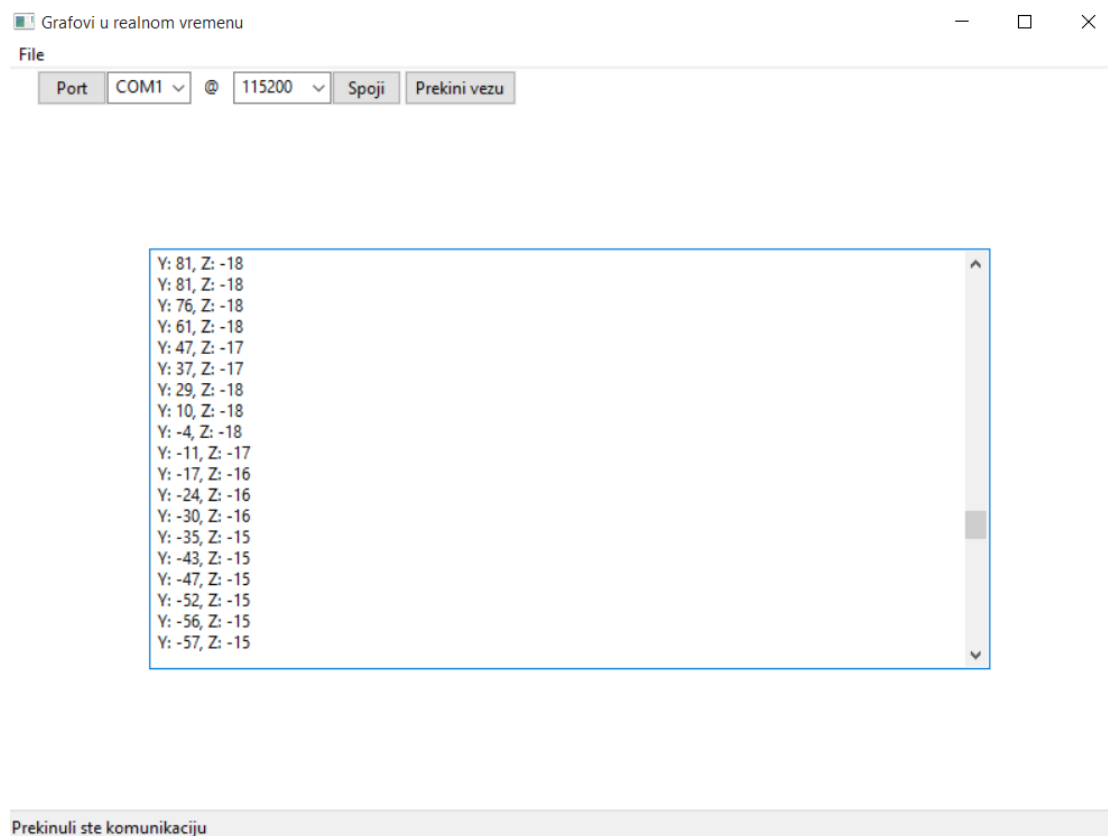 Grafovi u realnom vremenu
File
Port COM1 @ 115200 Spoji Prekini vezu
Y: 81, Z: -18
Y: 81, Z: -18
Y: 76, Z: -18
Y: 61, Z: -18
Y: 47, Z: -17
Y: 37, Z: -17
Y: 29, Z: -18
Y: 10, Z: -18
Y: -4, Z: -18
Y: -11, Z: -17
Y: -17, Z: -16
Y: -24, Z: -16
Y: -30, Z: -16
Y: -35, Z: -15
Y: -43, Z: -15
Y: -47, Z: -15
Y: -52, Z: -15
Y: -56, Z: -15
Y: -57, Z: -15
Prekinuli ste komunikaciju